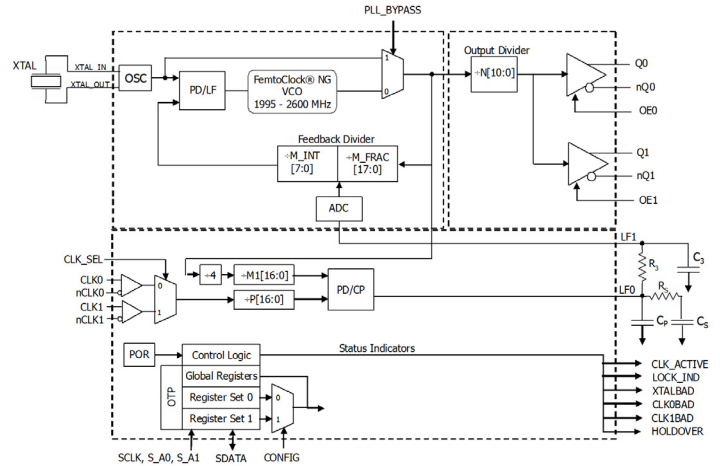 PLL_BYPASS
XTAL
XTAL_IN
XTAL_OUT
OSC
PD/LF
FemtoClock® NG
VCO
1995 - 2600 MHz
1
0
Output Divider
÷N[10:0]
Q0
nQ0
OE0
Feedback Divider
÷M_INT
[7:0]
÷M_FRAC
[17:0]
ADC
Q1
nQ1
OE1
LF1
CLK_SEL
CLK0
nCLK0
CLK1
nCLK1
0
1
÷4
÷M1[16:0]
÷P[16:0]
PD/CP
R3
C3
LF0
RS
CP
CS
POR
Control Logic
Status Indicators
OTP
Global Registers
Register Set 0
Register Set 1
0
1
CLK_ACTIVE
LOCK_IND
XTALBAD
CLK0BAD
CLK1BAD
HOLDOVER
SCLK, S_A0, S_A1
SDATA
CONFIG